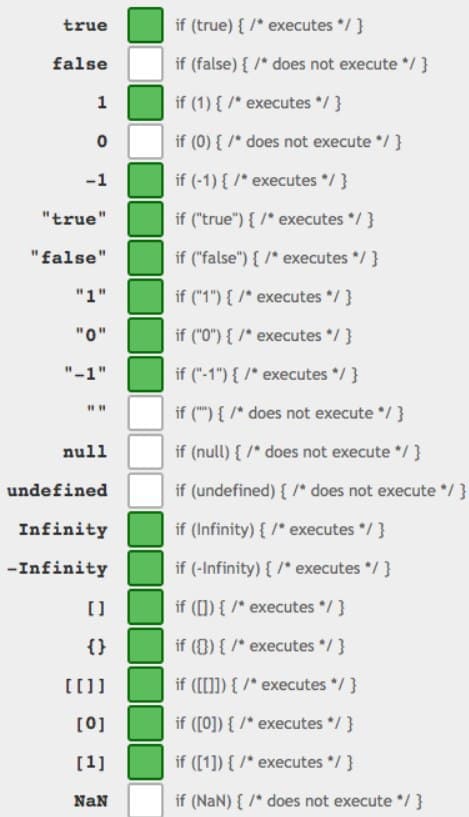 true if (true) { /* executes */ }
false if (false) { /* does not execute */ }
1 if (1) { /* executes */ }
0 if (0) { /* does not execute */ }
-1 if (-1) { /* executes */ }
"true" if ("true") { /* executes */ }
"false" if ("false") { /* executes */ }
"1" if ("1") { /* executes */ }
"0" if ("0") { /* executes */ }
"-1" if ("-1") { /* executes */ }
"" if ("") { /* does not execute */ }
null if (null) { /* does not execute */ }
undefined if (undefined) { /* does not execute */ }
Infinity if (Infinity) { /* executes */ }
-Infinity if (-Infinity) { /* executes */ }
[] if ([]) { /* executes */ }
{} if ({}) { /* executes */ }
[[]] if ([[]]) { /* executes */ }
[0] if ([0]) { /* executes */ }
[1] if ([1]) { /* executes */ }
NaN if (NaN) { /* does not execute */ }